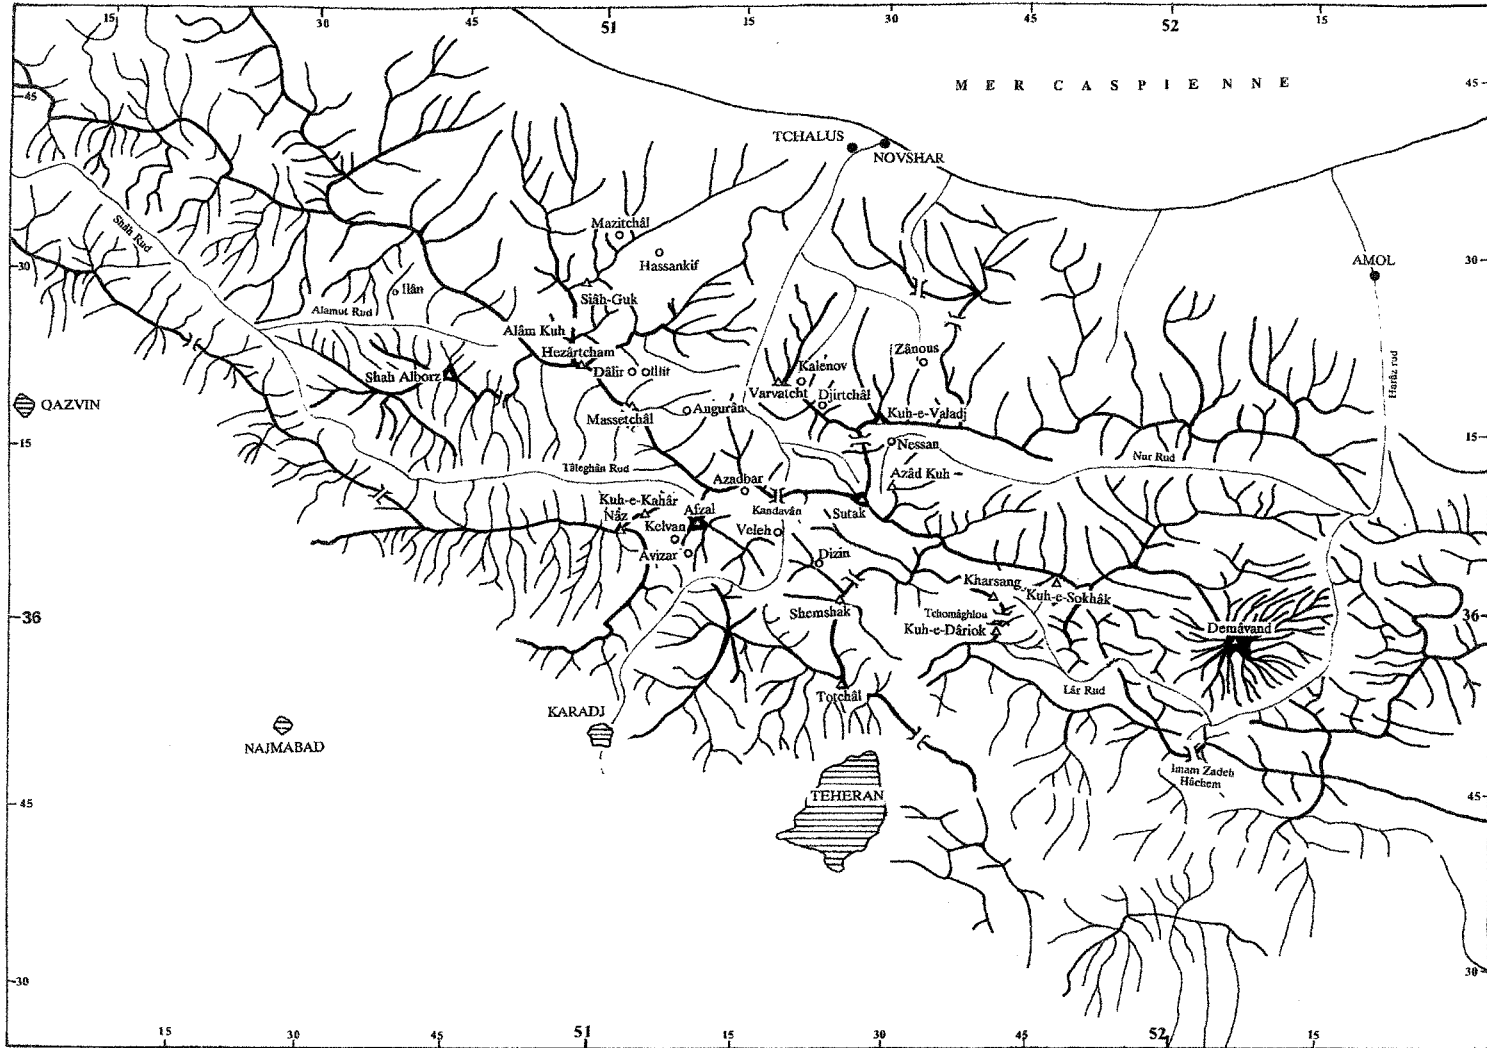 15 30 45 51 15 30 45 52 15
MER CASPIENNE
45 45
TCHALUS
NOVSHAR
Shâh Rud
Mazitchâl
Hassankif
30 30
AMOL
Ilân
Siâh-Guk
Alamut Rud
Alâm Kuh
Hezârtcham
Zânous
Harâz rud
Shah Alborz
Dâlir
Kalenov
Varvatcht
Djirtchâl
QAZVIN
Massetchâl
Augurân
Kuh-e-Valadj
15 15
Nessan
Nur Rud
Tâleghân Rud
Azadbar
Azâd Kuh
Kuh-e-Kahâr
Nâz
Afzal
Kandavân
Sutak
Kelvan
Veleh
Avizar
Dizin
Kharsang
Kuh-e-Sokhâk
Shemshak
Tchomâghlou
36 36
Kuh-e-Dâriok
Demâvand
Totchâl
Lâr Rud
KARADJ
NAJMABAD
Imam Zadeh
Hâchem
TEHERAN
45 45
30 30
15 30 45 51 15 30 45 52 15